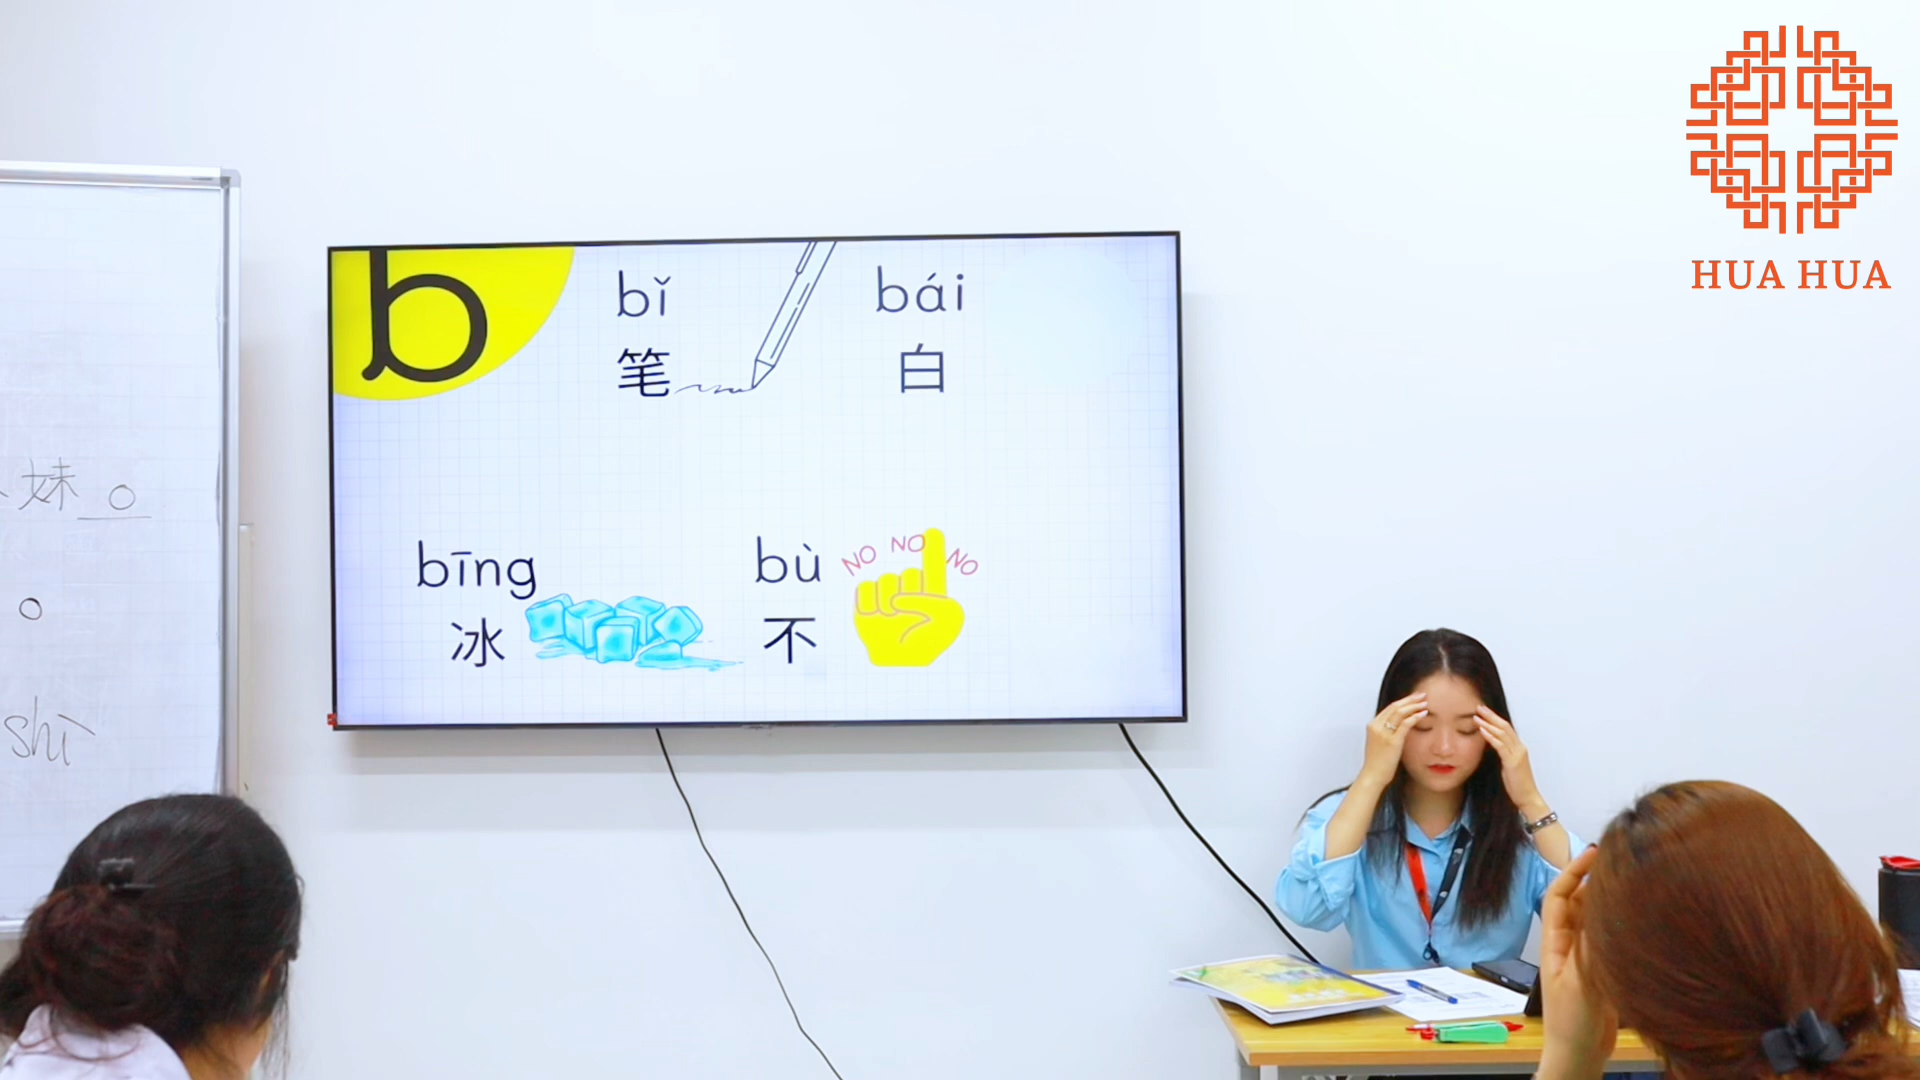 b
bǐ
笔
bái
白
bīng
冰
bù
不
NO NO NO
妹
shì
HUA HUA